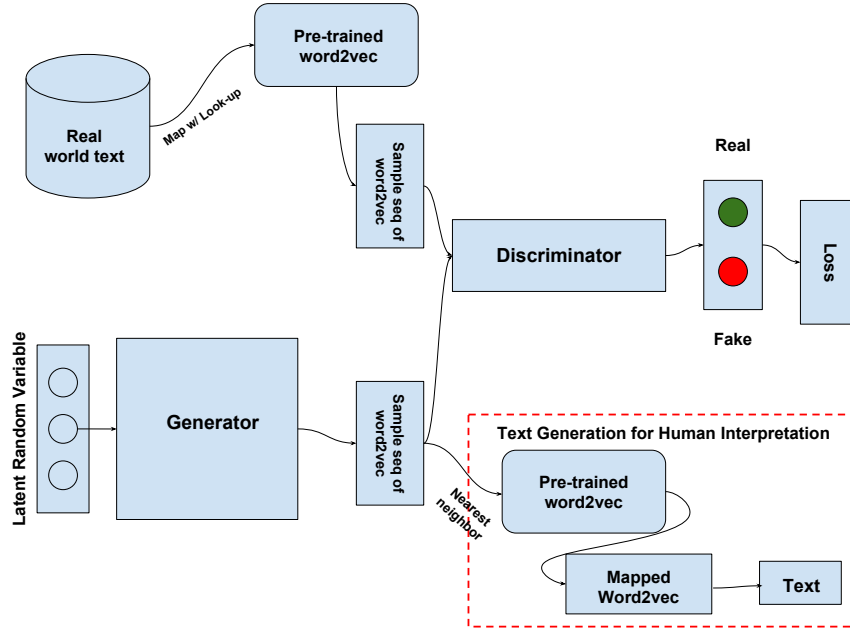 Pre-trained
word2vec
Real
world text
Map w/ Look-up
Sample seq of
word2vec
Real
Discriminator
Loss
Fake
Latent Random Variable
Generator
Sample seq of
word2vec
Text Generation for Human Interpretation
Nearest
neighbor
Pre-trained
word2vec
Mapped
Word2vec
Text